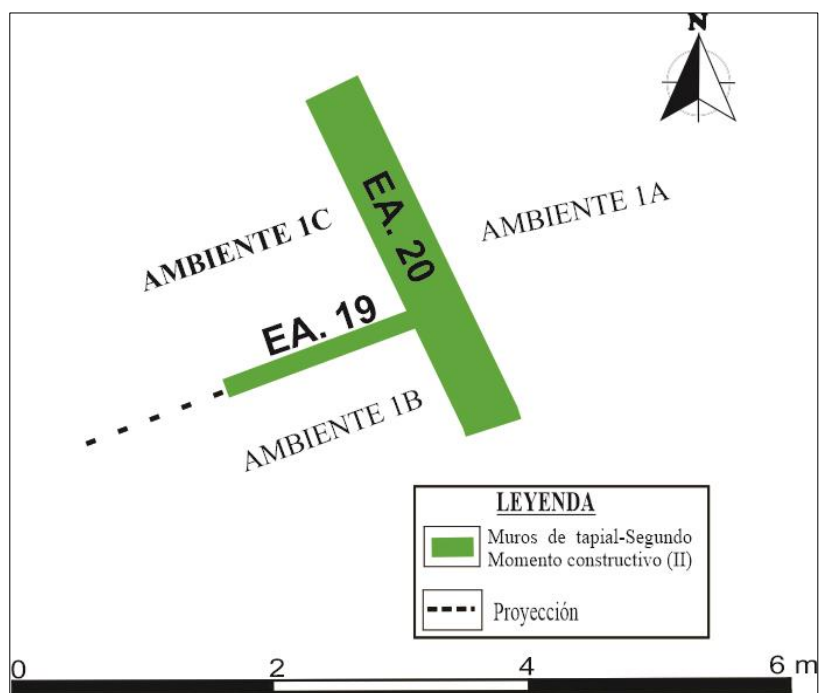 N
AMBIENTE 1C
EA. 20
AMBIENTE 1A
EA. 19
AMBIENTE 1B
LEYENDA
Muros de tapial-Segundo
Momento constructivo (II)
Proyección
0 2 4 6 m